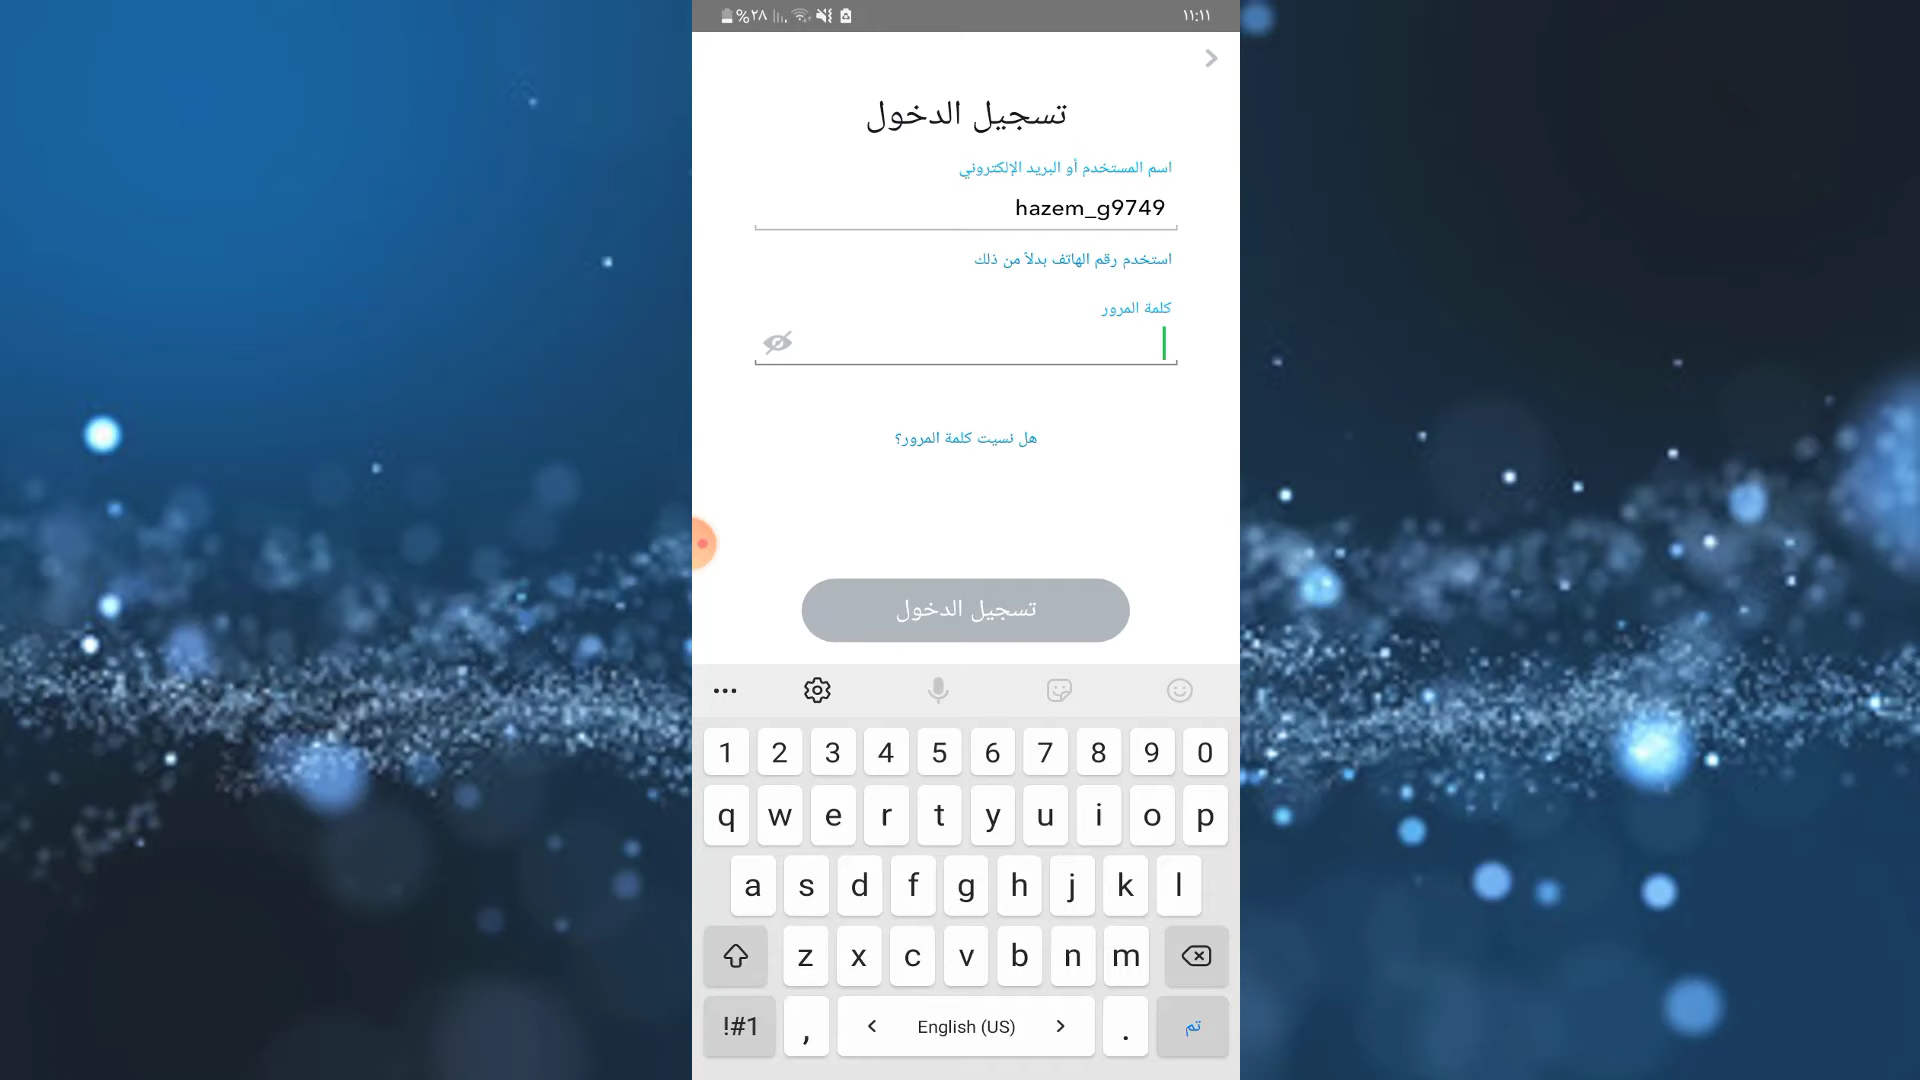 %٢٨ ١١:١١
تسجيل الدخول
اسم المستخدم أو البريد الإلكتروني
hazem_g9749
استخدم رقم الهاتف بدلاً من ذلك
كلمة المرور
هل نسيت كلمة المرور؟
تسجيل الدخول
1 2 3 4 5 6 7 8 9 0
q w e r t y u i o p
a s d f g h j k l
z x c v b n m
!#1 , < English (US) > . تم